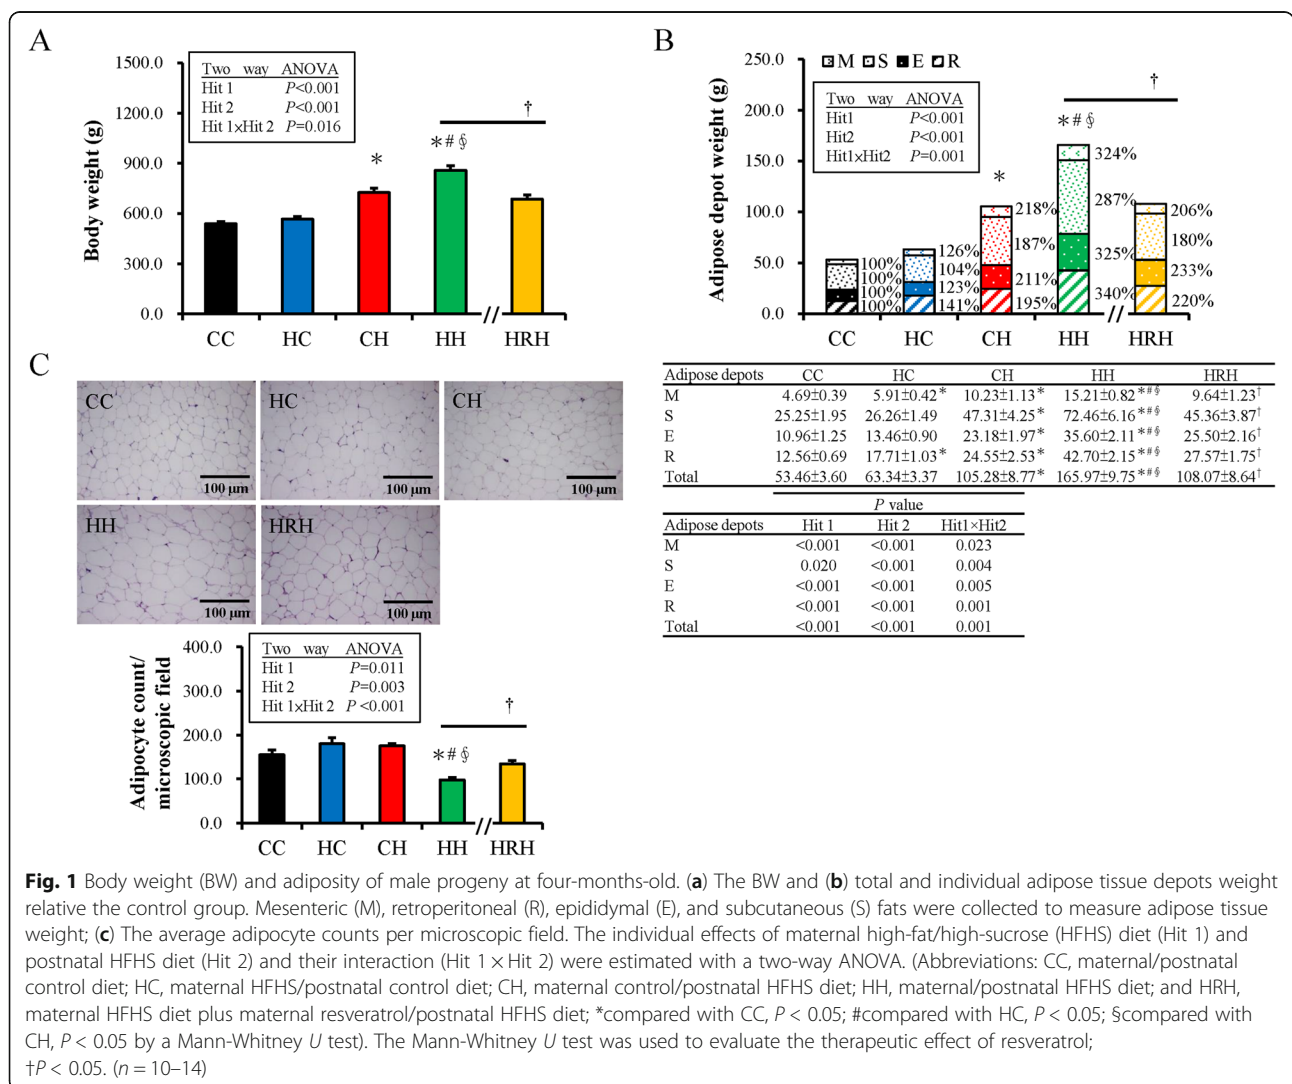 A
Body weight (g)
1500.0
1200.0
900.0
600.0
300.0
0.0
Two way ANOVA
Hit 1 P<0.001
Hit 2 P<0.001
Hit 1×Hit 2 P=0.016
*
*#§
†
//
CC HC CH HH HRH
B
Adipose depot weight (g)
250.0
200.0
150.0
100.0
50.0
0.0
M S E R
Two way ANOVA
Hit1 P<0.001
Hit2 P<0.001
Hit1×Hit2 P=0.001
*
*#§
†
100%
100%
100%
100%
126%
104%
123%
141%
218%
187%
211%
195%
324%
287%
325%
340%
206%
180%
233%
220%
//
CC HC CH HH HRH
Adipose depots CC HC CH HH HRH
M 4.69±0.39 5.91±0.42* 10.23±1.13* 15.21±0.82*#§ 9.64±1.23†
S 25.25±1.95 26.26±1.49 47.31±4.25* 72.46±6.16*#§ 45.36±3.87†
E 10.96±1.25 13.46±0.90 23.18±1.97* 35.60±2.11*#§ 25.50±2.16†
R 12.56±0.69 17.71±1.03* 24.55±2.53* 42.70±2.15*#§ 27.57±1.75†
Total 53.46±3.60 63.34±3.37 105.28±8.77* 165.97±9.75*#§ 108.07±8.64†
P value
Adipose depots Hit 1 Hit 2 Hit1×Hit2
M <0.001 <0.001 0.023
S 0.020 <0.001 0.004
E <0.001 <0.001 0.005
R <0.001 <0.001 0.001
Total <0.001 <0.001 0.001
C
CC
100 μm
HC
100 μm
CH
100 μm
HH
100 μm
HRH
100 μm
Adipocyte count/
microscopic field
400.0
300.0
200.0
100.0
0.0
Two way ANOVA
Hit 1 P=0.011
Hit 2 P=0.003
Hit 1×Hit 2 P<0.001
*#§
†
//
CC HC CH HH HRH
Fig. 1 Body weight (BW) and adiposity of male progeny at four-months-old. (a) The BW and (b) total and individual adipose tissue depots weight
relative the control group. Mesenteric (M), retroperitoneal (R), epididymal (E), and subcutaneous (S) fats were collected to measure adipose tissue
weight; (c) The average adipocyte counts per microscopic field. The individual effects of maternal high-fat/high-sucrose (HFHS) diet (Hit 1) and
postnatal HFHS diet (Hit 2) and their interaction (Hit 1 × Hit 2) were estimated with a two-way ANOVA. (Abbreviations: CC, maternal/postnatal
control diet; HC, maternal HFHS/postnatal control diet; CH, maternal control/postnatal HFHS diet; HH, maternal/postnatal HFHS diet; and HRH,
maternal HFHS diet plus maternal resveratrol/postnatal HFHS diet; *compared with CC, P < 0.05; #compared with HC, P < 0.05; §compared with
CH, P < 0.05 by a Mann-Whitney U test). The Mann-Whitney U test was used to evaluate the therapeutic effect of resveratrol;
†P < 0.05. (n = 10–14)